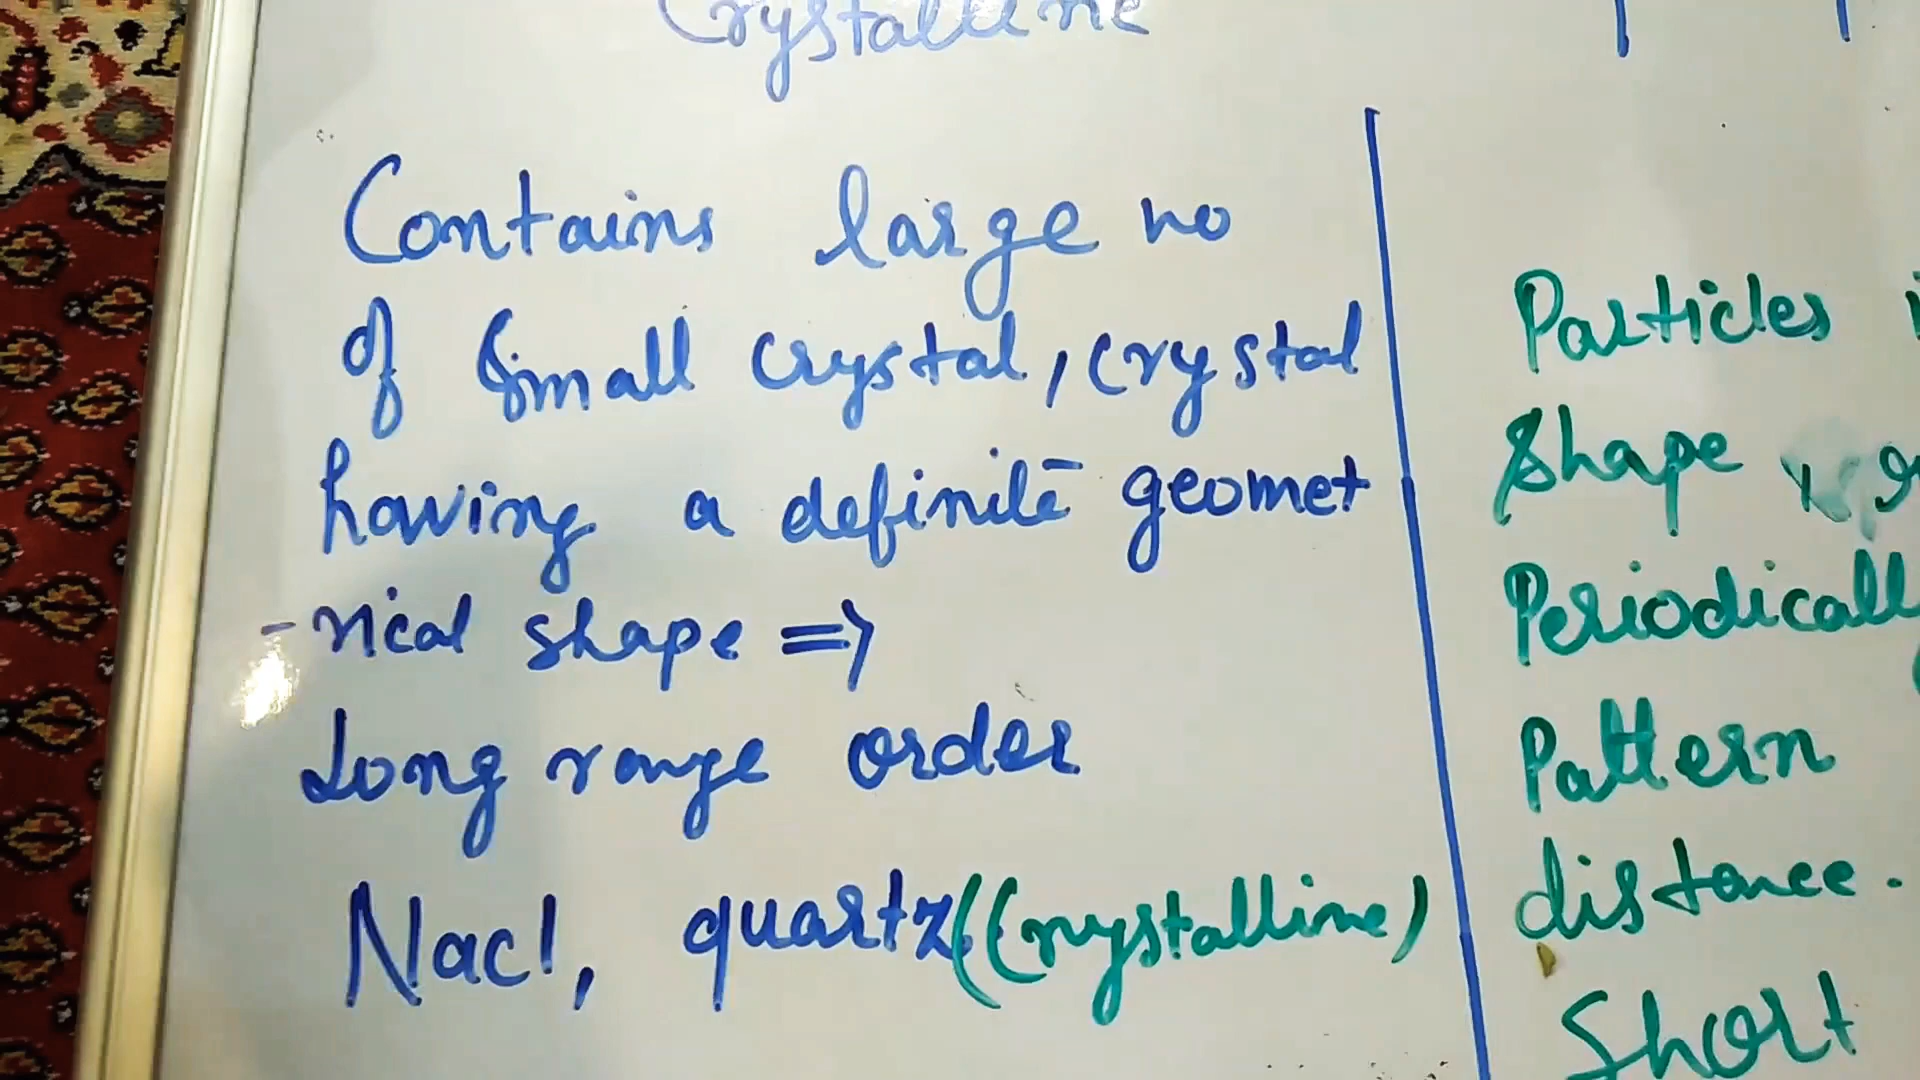 Crystalline
Contains large no
of small crystal, crystal
having a definite geomet
-rical shape =>
Long range order
Nacl, quartz (Crystalline)
Particles
Shape
Periodically
Pattern
distance.
Short